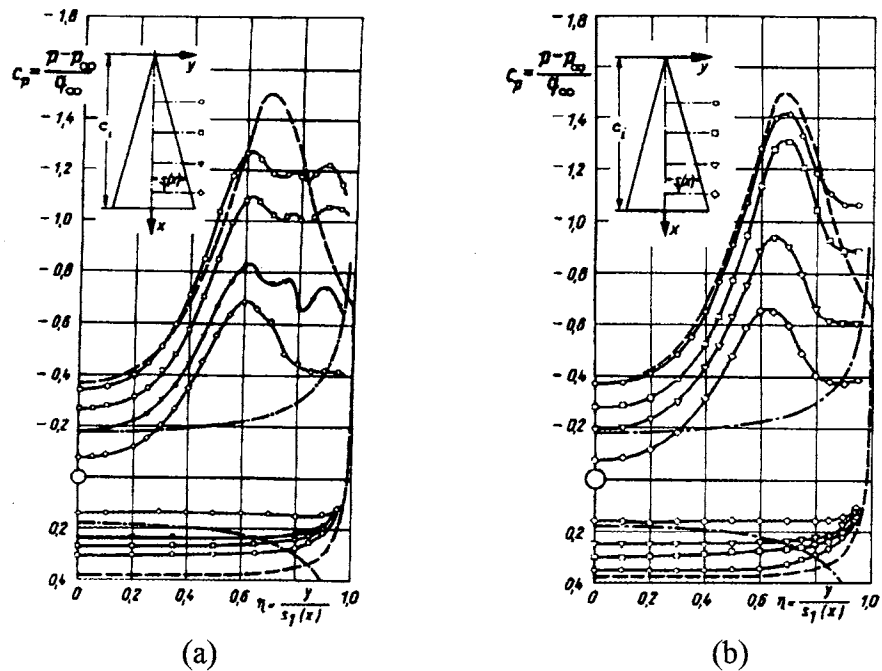 -1,6
c_p = (p - p_∞) / q_∞
-1,4
-1,2
-1,0
-0,8
-0,6
-0,4
-0,2
0,2
0,4
0 0,2 0,4 0,6 η = y / s_1(x) 1,0
y
c_i
s(x)
x
(a)
-1,6
c_p = (p - p_∞) / q_∞
-1,4
-1,2
-1,0
-0,8
-0,6
-0,4
-0,2
0,2
0,4
0 0,2 0,4 0,6 η = y / s_1(x) 1,0
y
c_i
s(x)
x
(b)